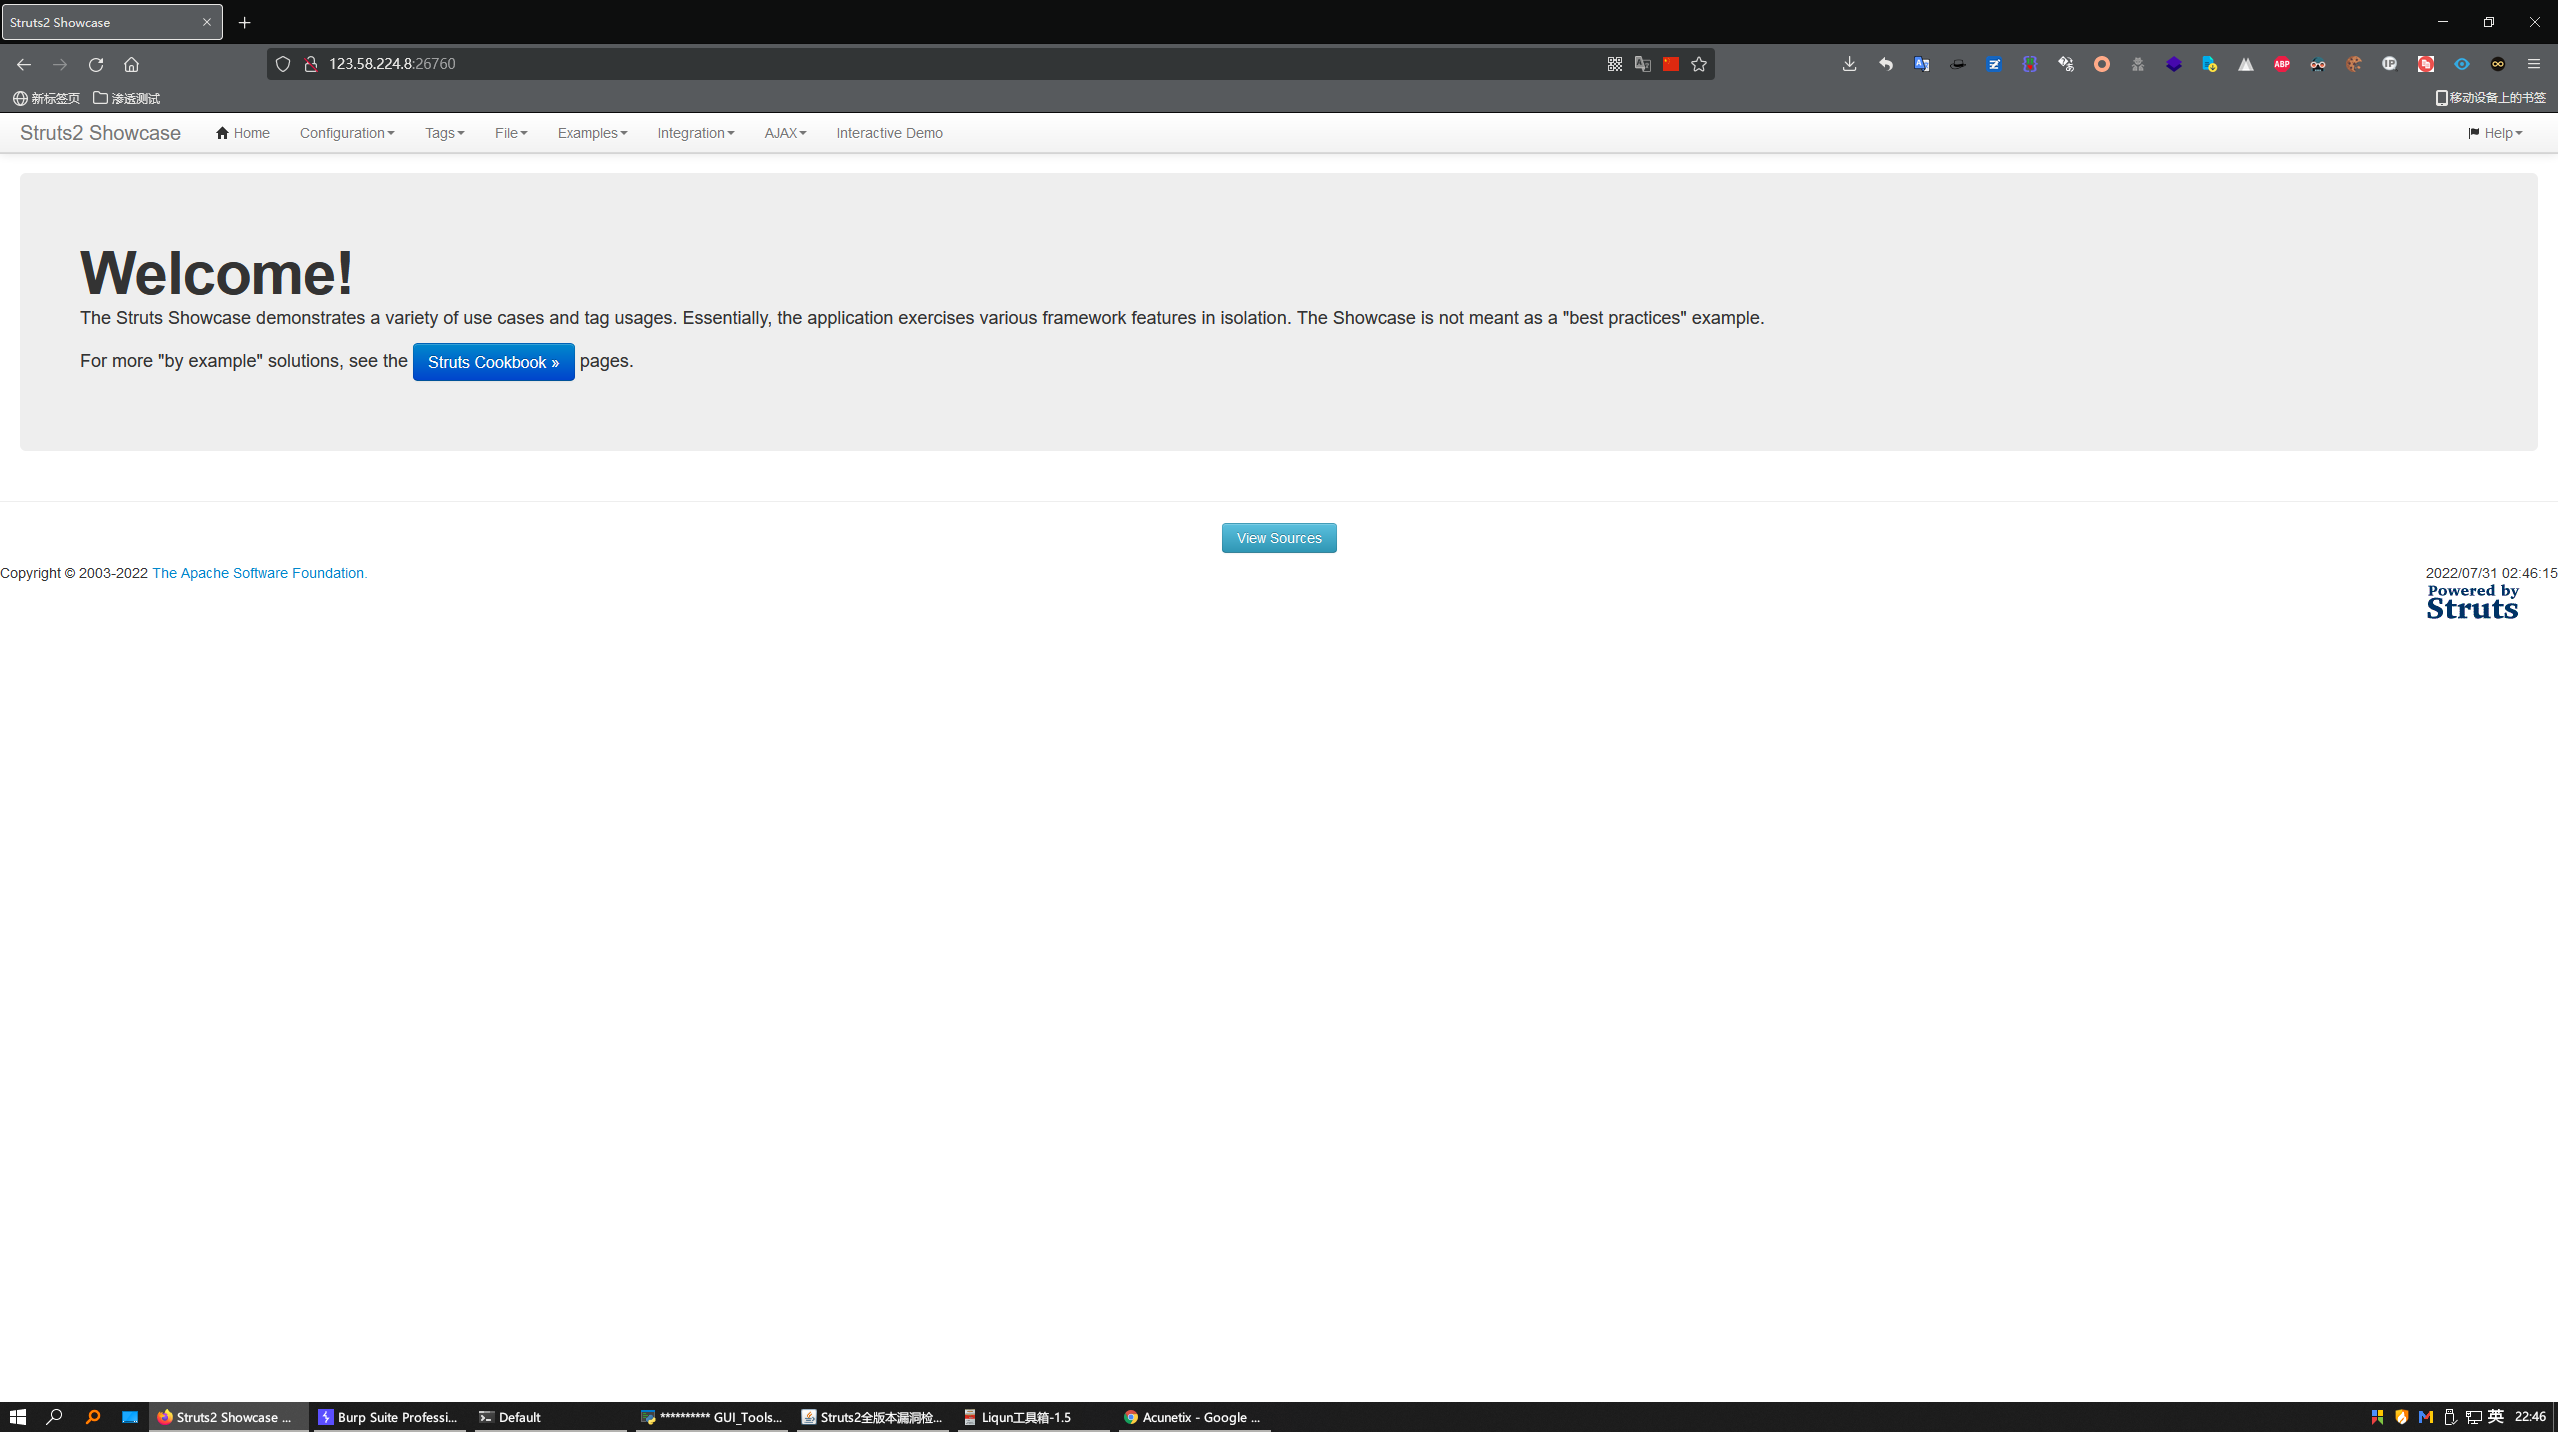 Struts2 Showcase
123.58.224.8:26760
新标签页 渗透测试 移动设备上的书签
Struts2 Showcase Home Configuration Tags File Examples Integration AJAX Interactive Demo Help
Welcome!
The Struts Showcase demonstrates a variety of use cases and tag usages. Essentially, the application exercises various framework features in isolation. The Showcase is not meant as a "best practices" example.
For more "by example" solutions, see the Struts Cookbook » pages.
View Sources
Copyright © 2003-2022 The Apache Software Foundation. 2022/07/31 02:46:15
Powered by
Struts
Struts2 Showcase ... Burp Suite Professi... Default ********** GUI_Tools... Struts2全版本漏洞检... Liqun工具箱-1.5 Acunetix - Google ... 英 22:46